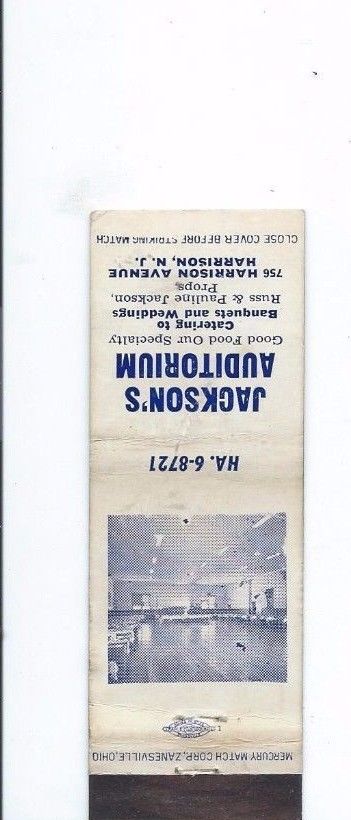 MERCURY MATCH CORP., ZANESVILLE, OHIO
HA. 6-8721
JACKSON'S
AUDITORIUM
Good Food Our Specialty
Catering to
Banquets and Weddings
Russ & Pauline Jackson,
Props.
756 HARRISON AVENUE
HARRISON, N. J.
CLOSE COVER BEFORE STRIKING MATCH